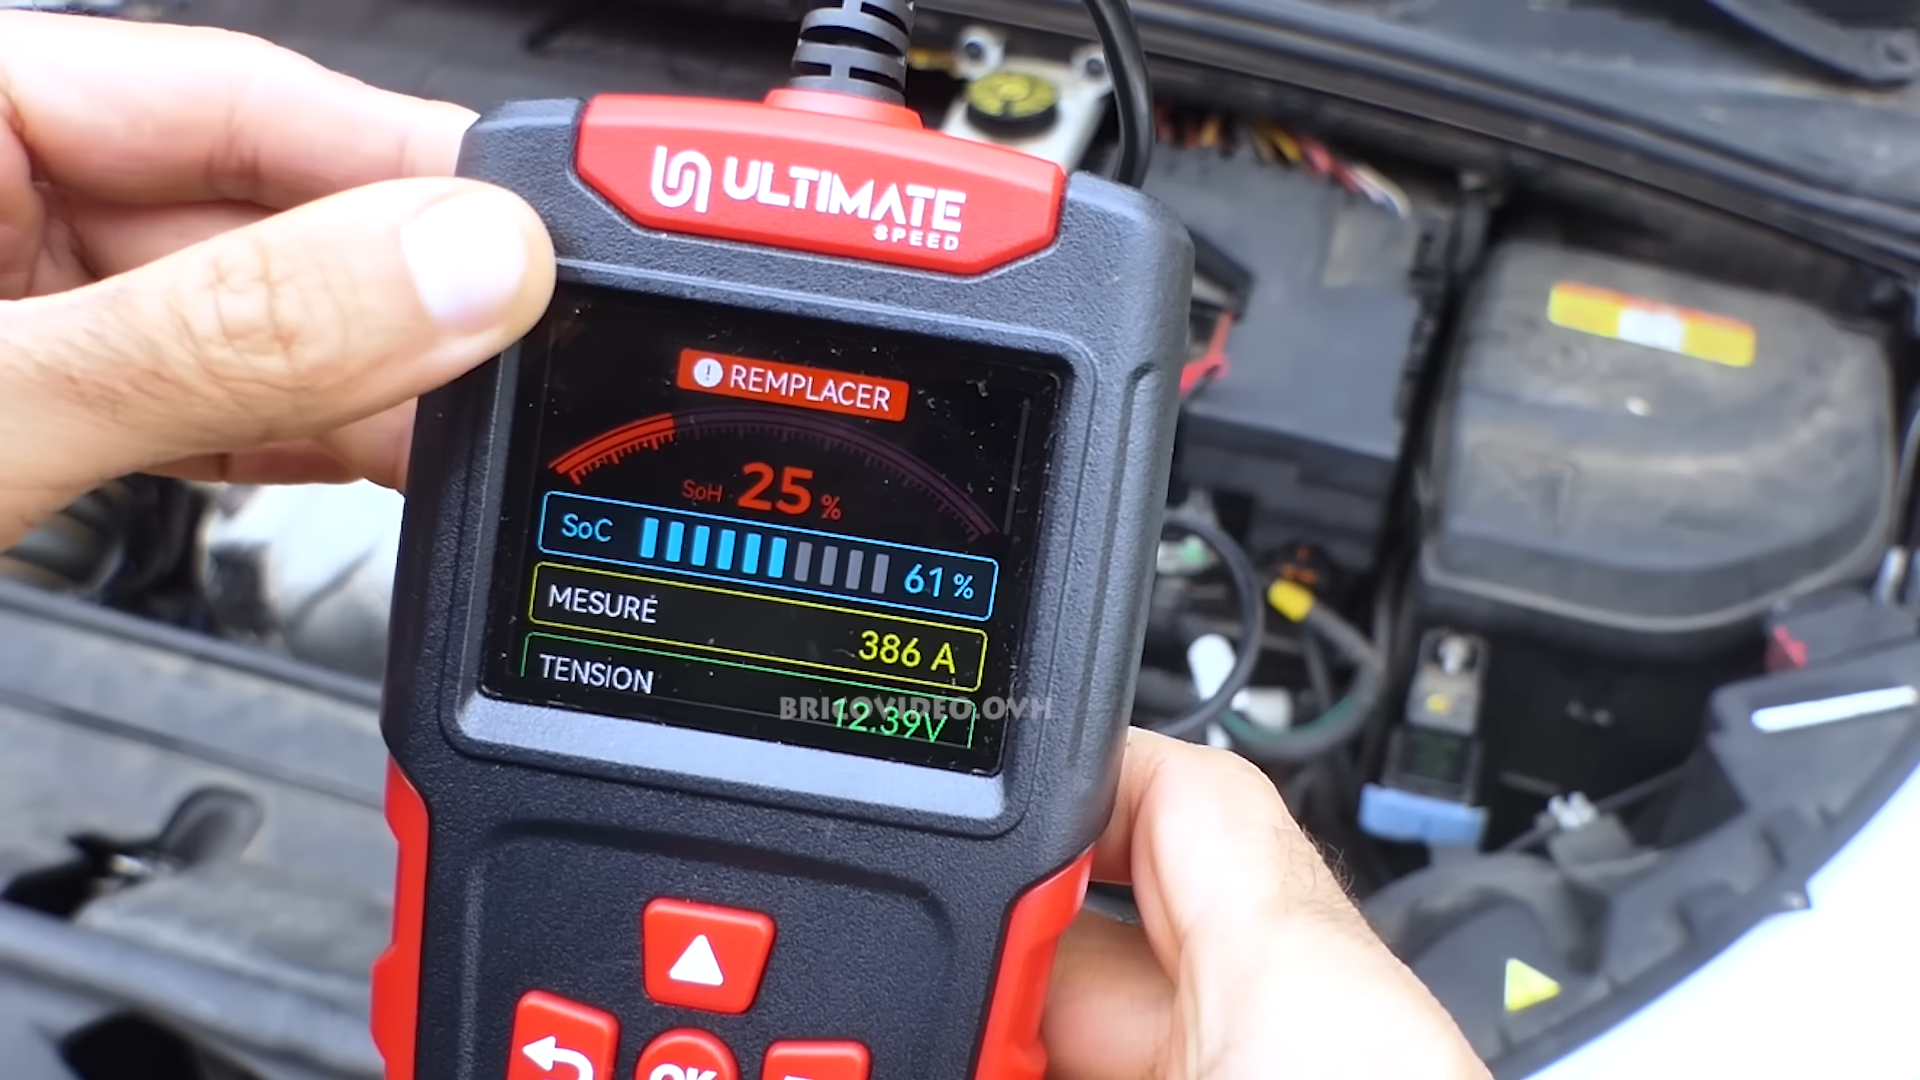 ULTIMATE
SPEED
REMPLACER
SoH 25 %
SoC 61 %
MESURÉ
386 A
TENSION
12.39V
BRICOVIDEO.OVH
OK